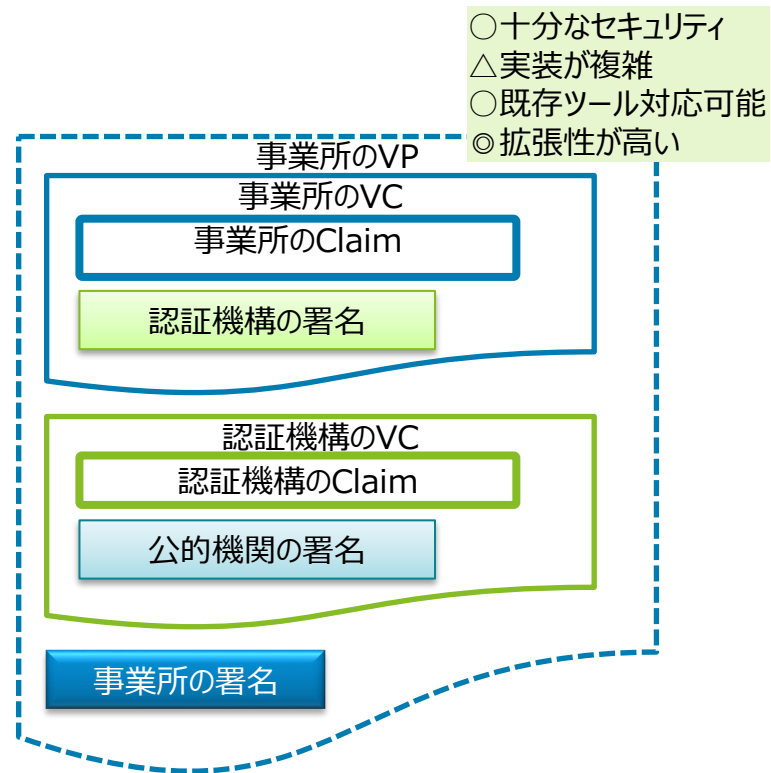 ○十分なセキュリティ
△実装が複雑
○既存ツール対応可能
◎拡張性が高い
事業所のVP
事業所のVC
事業所のClaim
認証機構の署名
認証機構のVC
認証機構のClaim
公的機関の署名
事業所の署名